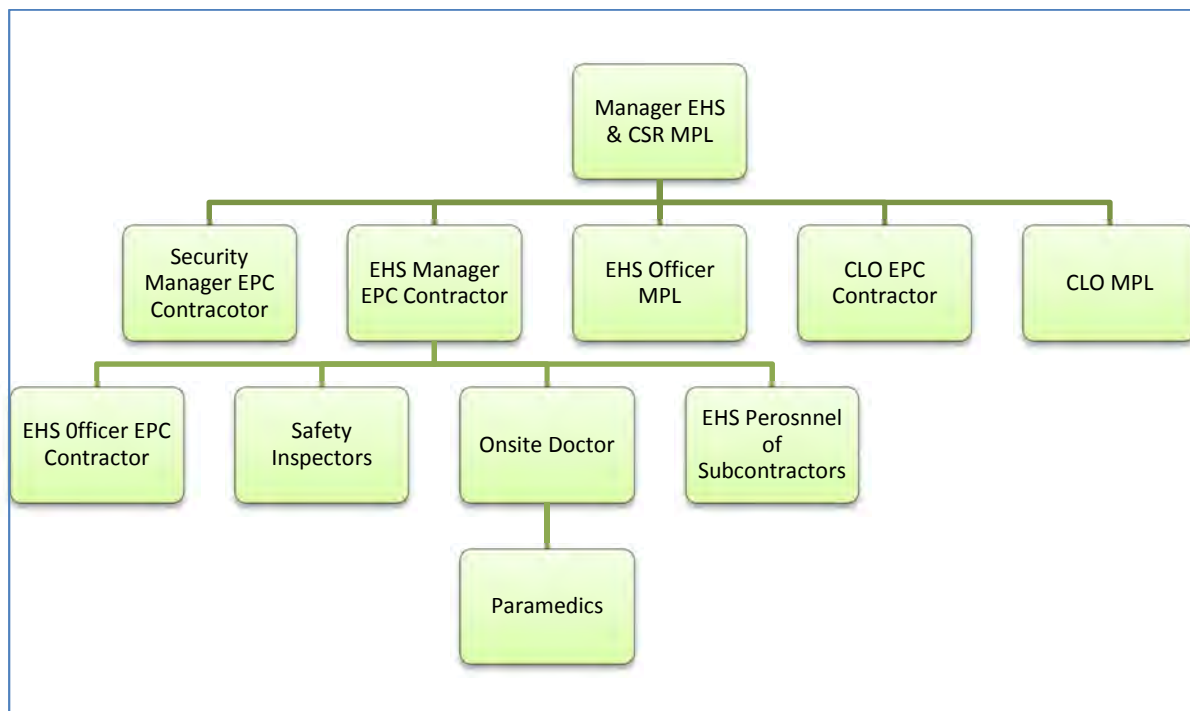 Manager EHS
& CSR MPL
Security
Manager EPC
Contracotor
EHS Manager
EPC Contractor
EHS Officer
MPL
CLO EPC
Contractor
CLO MPL
EHS 0fficer EPC
Contractor
Safety
Inspectors
Onsite Doctor
EHS Perosnnel
of
Subcontractors
Paramedics